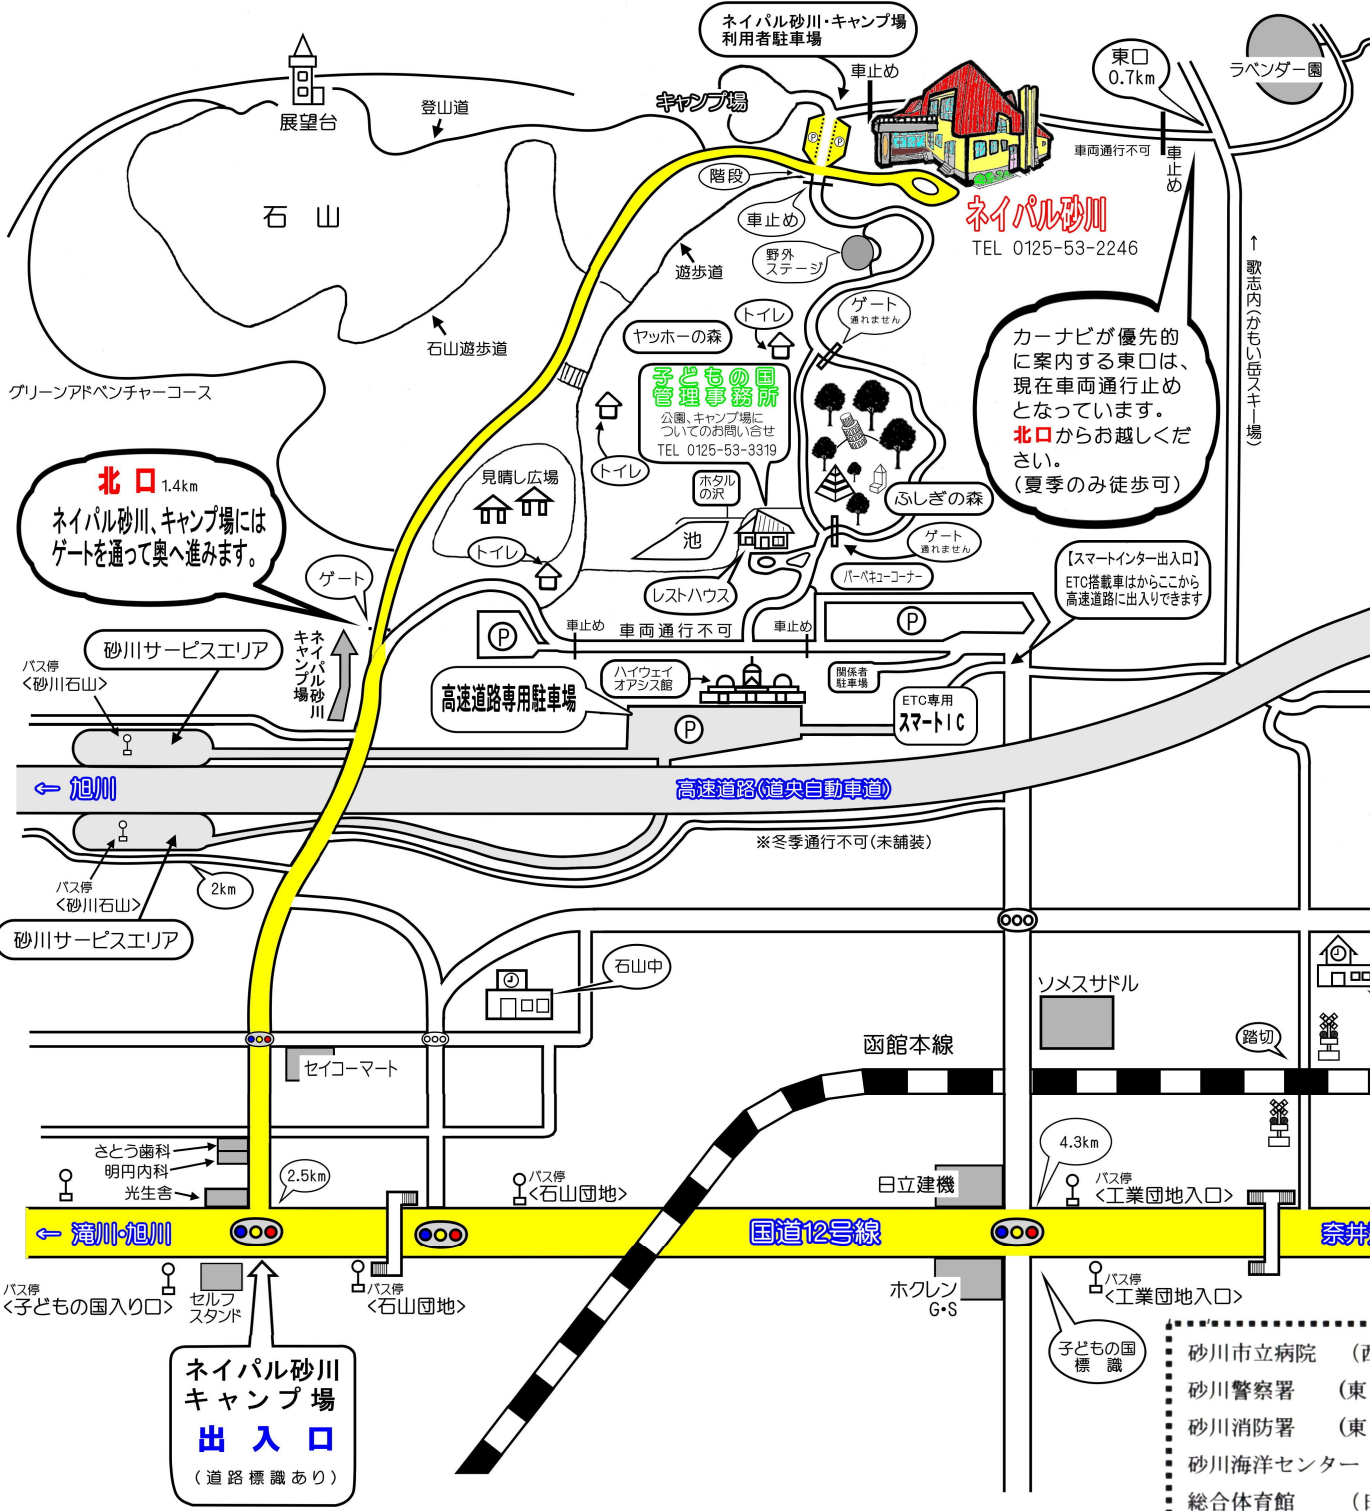 ネイパル砂川・キャンプ場
利用者駐車場
車止め
東口
0.7km
ラベンダー園
キャンプ場
展望台
登山道
車両通行不可
車止め
階段
石 山
車止め
ネイパル砂川
TEL 0125-53-2246
野外
ステージ
遊歩道
↑ 歌志内(かもい岳スキー場)
ゲート
通れません
トイレ
ヤッホーの森
石山遊歩道
カーナビが優先的
に案内する東口は、
現在車両通行止め
となっています。
北口からお越しくだ
さい。
(夏季のみ徒歩可)
子どもの国
管理事務所
公園、キャンプ場に
ついてのお問い合せ
TEL 0125-53-3319
グリーンアドベンチャーコース
トイレ
見晴し広場
ホタル
の沢
ふしぎの森
北 口 1.4km
ネイパル砂川、キャンプ場には
ゲートを通って奥へ進みます。
池
トイレ
ゲート
通れません
ゲート
レストハウス
バーベキューコーナー
【スマートインター出入口】
ETC搭載車はからここから
高速道路に出入りできます
P
車止め
車両通行不可
車止め
P
砂川サービスエリア
ネイパル砂川
キャンプ場
バス停
<砂川石山>
ハイウェイ
オアシス館
関係者
駐車場
高速道路専用駐車場
ETC専用
スマートIC
P
← 旭川
高速道路(道央自動車道)
※冬季通行不可(未舗装)
バス停
<砂川石山>
2km
砂川サービスエリア
石山中
ソメスサドル
函館本線
踏切
セイコーマート
さとう歯科
明円内科
光生舎
2.5km
4.3km
バス停
<石山団地>
日立建機
バス停
<工業団地入口>
← 滝川・旭川
国道12号線
奈井
バス停
<子どもの国入り口>
セルフ
スタンド
バス停
<石山団地>
ホクレン
G・S
バス停
<工業団地入口>
子どもの国
標 識
ネイパル砂川
キャンプ場
出 入 口
(道路標識あり)
砂川市立病院 (西
砂川警察署 (東
砂川消防署 (東
砂川海洋センター
総合体育館